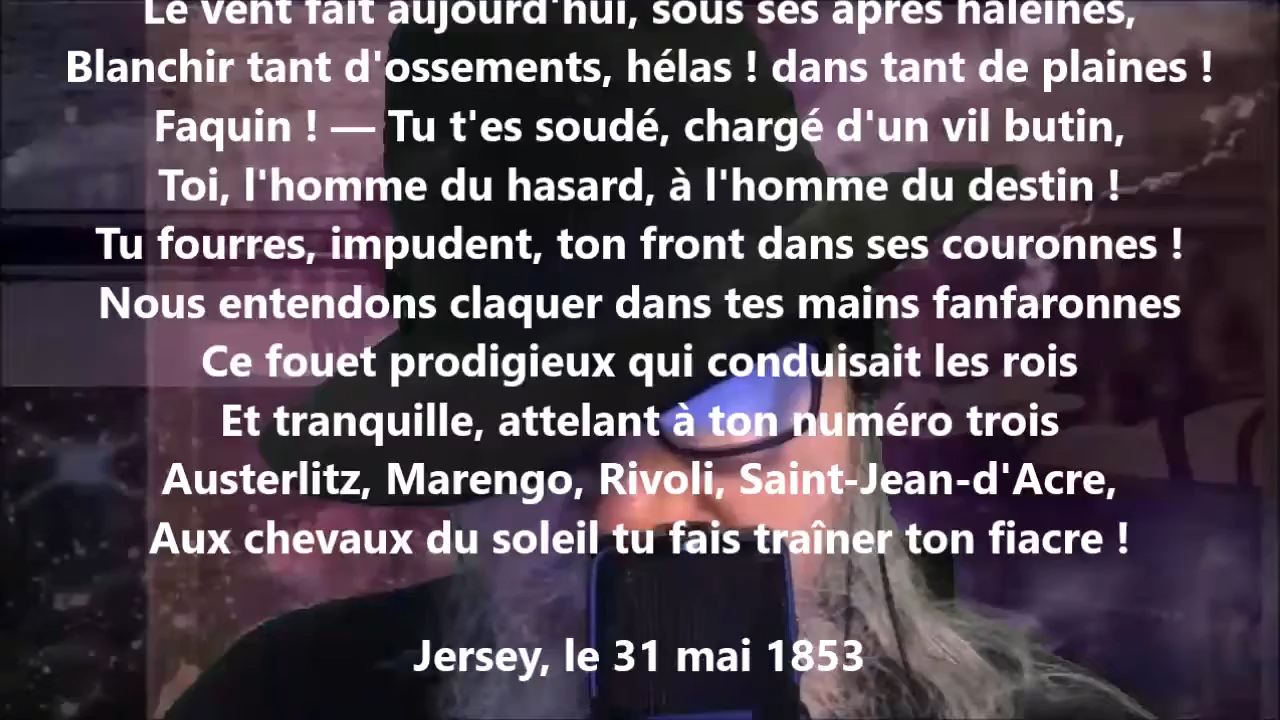 Le vent fait aujourd'hui, sous ses âpres haleines,
Blanchir tant d'ossements, hélas ! dans tant de plaines !
Faquin ! — Tu t'es soudé, chargé d'un vil butin,
Toi, l'homme du hasard, à l'homme du destin !
Tu fourres, impudent, ton front dans ses couronnes !
Nous entendons claquer dans tes mains fanfaronnes
Ce fouet prodigieux qui conduisait les rois
Et tranquille, attelant à ton numéro trois
Austerlitz, Marengo, Rivoli, Saint-Jean-d'Acre,
Aux chevaux du soleil tu fais traîner ton fiacre !
Jersey, le 31 mai 1853